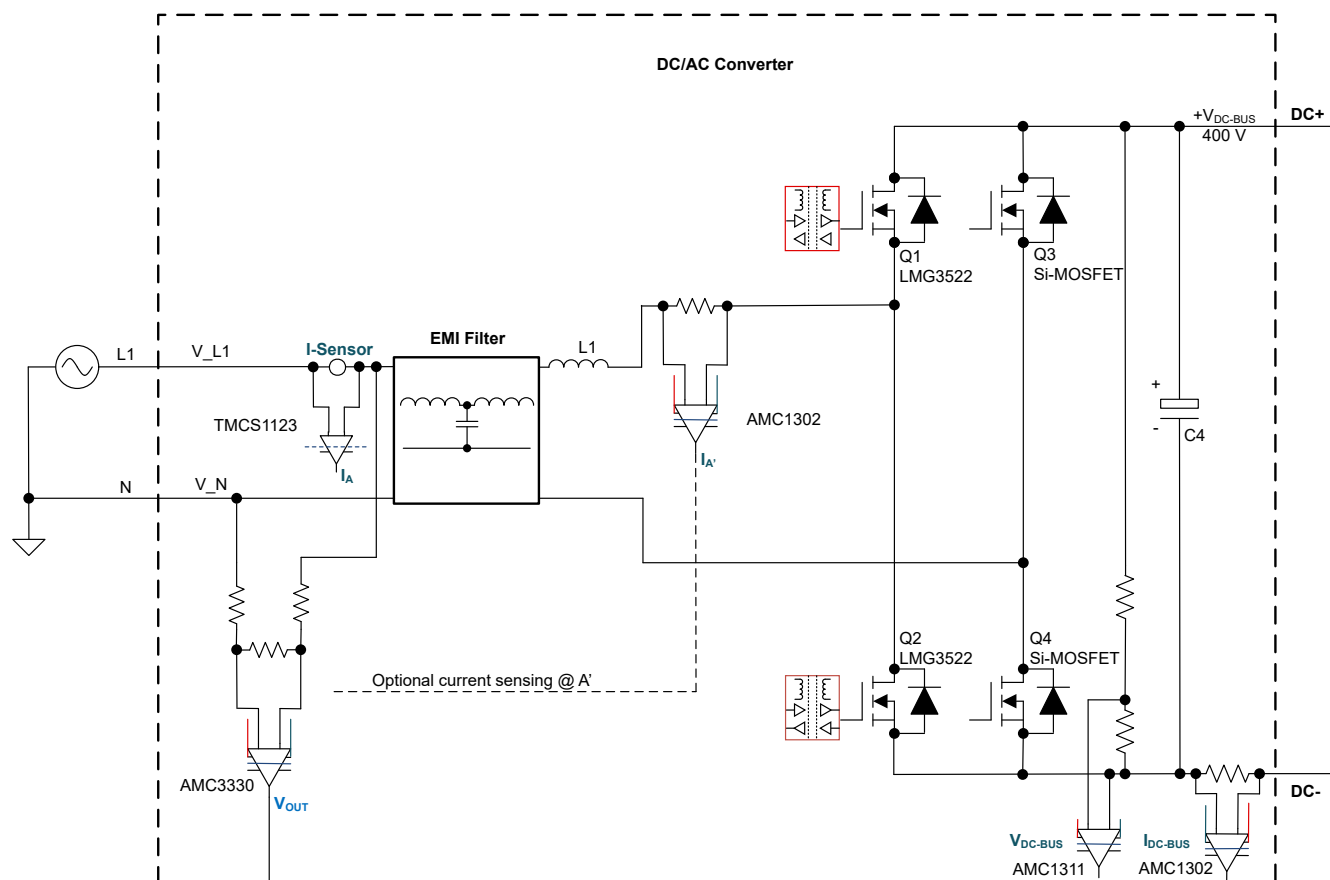 DC/AC Converter
+VDC-BUS
400 V
DC+
Q1
LMG3522
Q3
Si-MOSFET
L1
V_L1
I-Sensor
EMI Filter
L1
TMCS1123
IA
AMC1302
IA'
+
-
C4
N
V_N
Q2
LMG3522
Q4
Si-MOSFET
Optional current sensing @ A'
AMC3330
VOUT
DC-
VDC-BUS
AMC1311
IDC-BUS
AMC1302